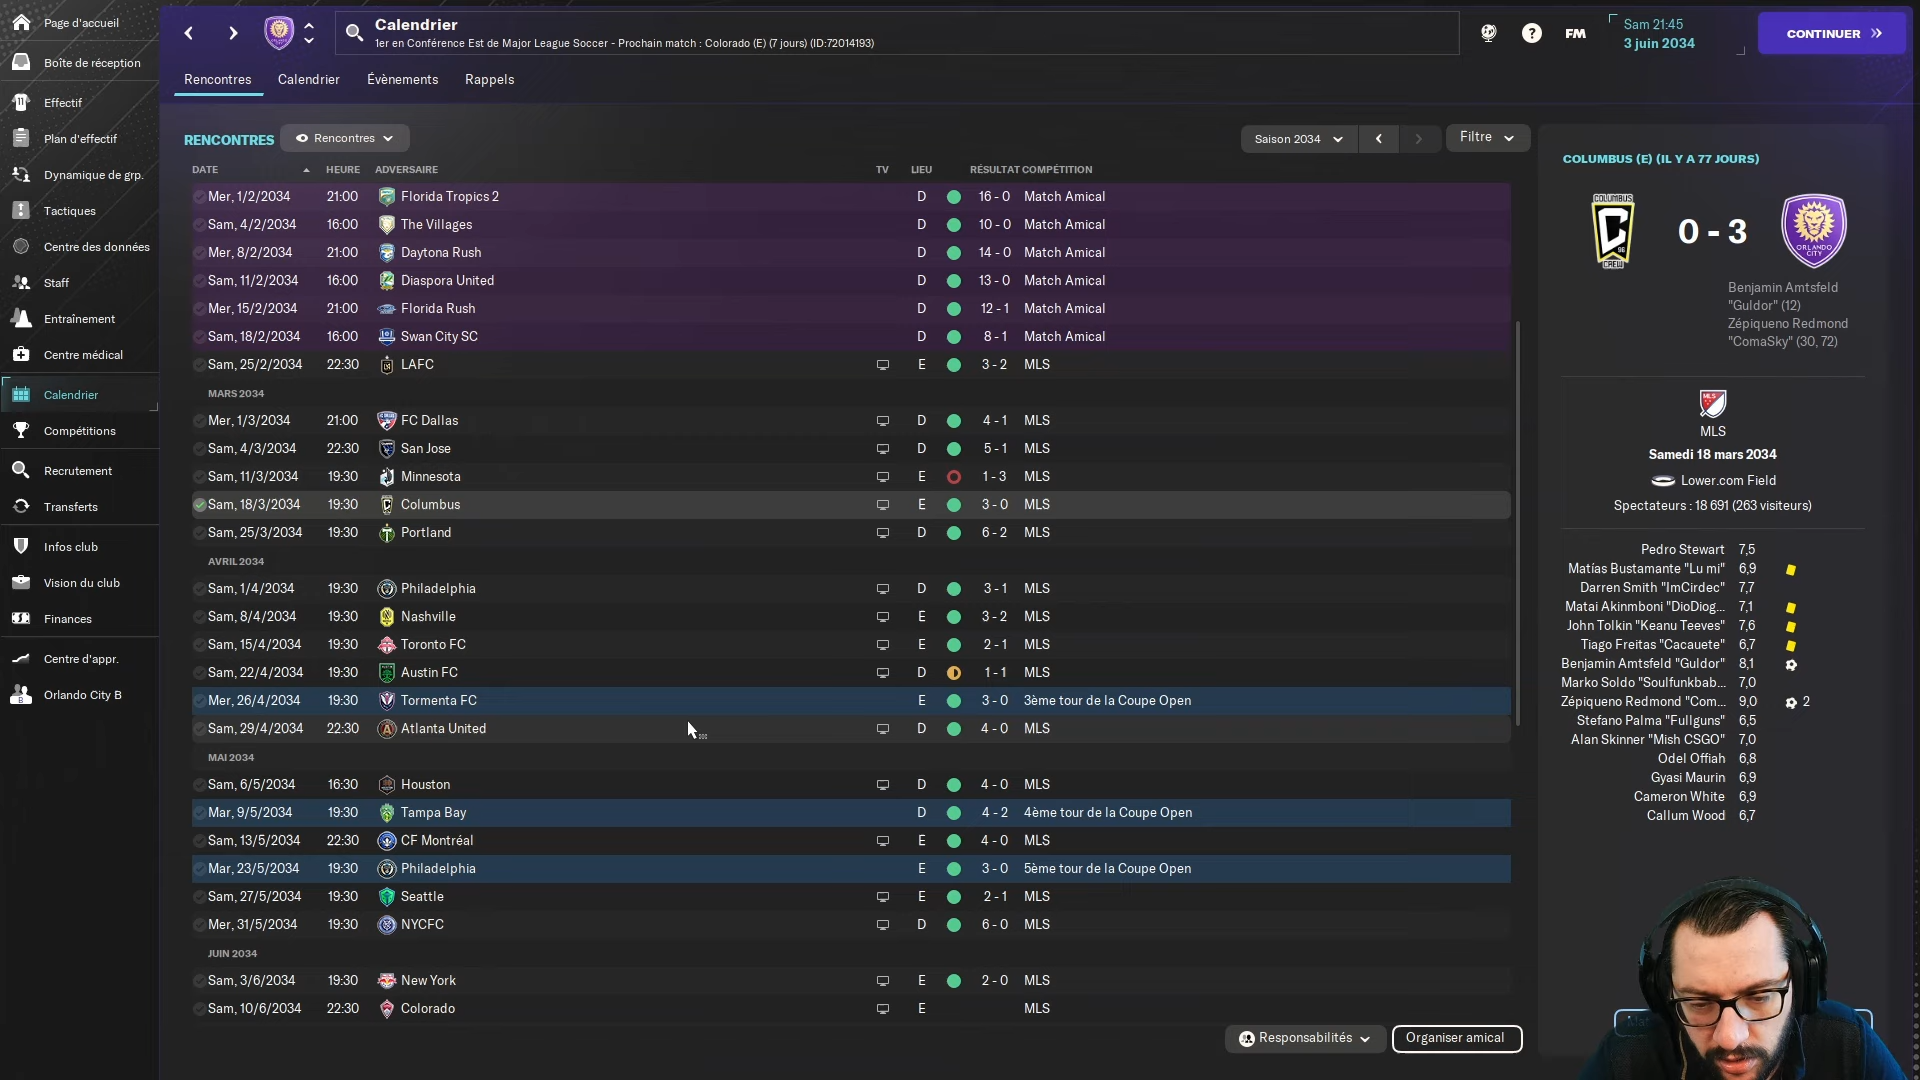 Page d'accueil
Boîte de réception
Effectif
Plan d'effectif
Dynamique de grp.
Tactiques
Centre des données
Staff
Entraînement
Centre médical
Calendrier
Compétitions
Recrutement
Transferts
Infos club
Vision du club
Finances
Centre d'appr.
Orlando City B
Calendrier
1er en Conférence Est de Major League Soccer - Prochain match : Colorado (E) (7 jours) (ID:72014193)
FM
Sam 21:45
3 juin 2034
CONTINUER
Rencontres Calendrier Évènements Rappels
RENCONTRES Rencontres Saison 2034 Filtre
DATE HEURE ADVERSAIRE TV LIEU RÉSULTAT COMPÉTITION
Mer, 1/2/2034 21:00 Florida Tropics 2 D 16 - 0 Match Amical
Sam, 4/2/2034 16:00 The Villages D 10 - 0 Match Amical
Mer, 8/2/2034 21:00 Daytona Rush D 14 - 0 Match Amical
Sam, 11/2/2034 16:00 Diaspora United D 13 - 0 Match Amical
Mer, 15/2/2034 21:00 Florida Rush D 12 - 1 Match Amical
Sam, 18/2/2034 16:00 Swan City SC D 8 - 1 Match Amical
Sam, 25/2/2034 22:30 LAFC E 3 - 2 MLS
MARS 2034
Mer, 1/3/2034 21:00 FC Dallas D 4 - 1 MLS
Sam, 4/3/2034 22:30 San Jose D 5 - 1 MLS
Sam, 11/3/2034 19:30 Minnesota E 1 - 3 MLS
Sam, 18/3/2034 19:30 Columbus E 3 - 0 MLS
Sam, 25/3/2034 19:30 Portland D 6 - 2 MLS
AVRIL 2034
Sam, 1/4/2034 19:30 Philadelphia D 3 - 1 MLS
Sam, 8/4/2034 19:30 Nashville E 3 - 2 MLS
Sam, 15/4/2034 19:30 Toronto FC E 2 - 1 MLS
Sam, 22/4/2034 19:30 Austin FC D 1 - 1 MLS
Mer, 26/4/2034 19:30 Tormenta FC E 3 - 0 3ème tour de la Coupe Open
Sam, 29/4/2034 22:30 Atlanta United D 4 - 0 MLS
MAI 2034
Sam, 6/5/2034 16:30 Houston D 4 - 0 MLS
Mar, 9/5/2034 19:30 Tampa Bay D 4 - 2 4ème tour de la Coupe Open
Sam, 13/5/2034 22:30 CF Montréal E 4 - 0 MLS
Mar, 23/5/2034 19:30 Philadelphia E 3 - 0 5ème tour de la Coupe Open
Sam, 27/5/2034 19:30 Seattle E 2 - 1 MLS
Mer, 31/5/2034 19:30 NYCFC D 6 - 0 MLS
JUIN 2034
Sam, 3/6/2034 19:30 New York E 2 - 0 MLS
Sam, 10/6/2034 22:30 Colorado E MLS
Responsabilités Organiser amical
COLUMBUS (E) (IL Y A 77 JOURS)
COLUMBUS
CREW
0 - 3
ORLANDO
CITY
Benjamin Amtsfeld
"Guldor" (12)
Zépiqueno Redmond
"ComaSky" (30, 72)
MLS
MLS
Samedi 18 mars 2034
Lower.com Field
Spectateurs : 18 691 (263 visiteurs)
Pedro Stewart 7,5
Matías Bustamante "Lu mi" 6,9
Darren Smith "ImCirdec" 7,7
Matai Akinmboni "DioDiog... 7,1
John Tolkin "Keanu Teeves" 7,6
Tiago Freitas "Cacauete" 6,7
Benjamin Amtsfeld "Guldor" 8,1
Marko Soldo "Soulfunkbab... 7,0
Zépiqueno Redmond "Com... 9,0 2
Stefano Palma "Fullguns" 6,5
Alan Skinner "Mish CSGO" 7,0
Odel Offiah 6,8
Gyasi Maurin 6,9
Cameron White 6,9
Callum Wood 6,7